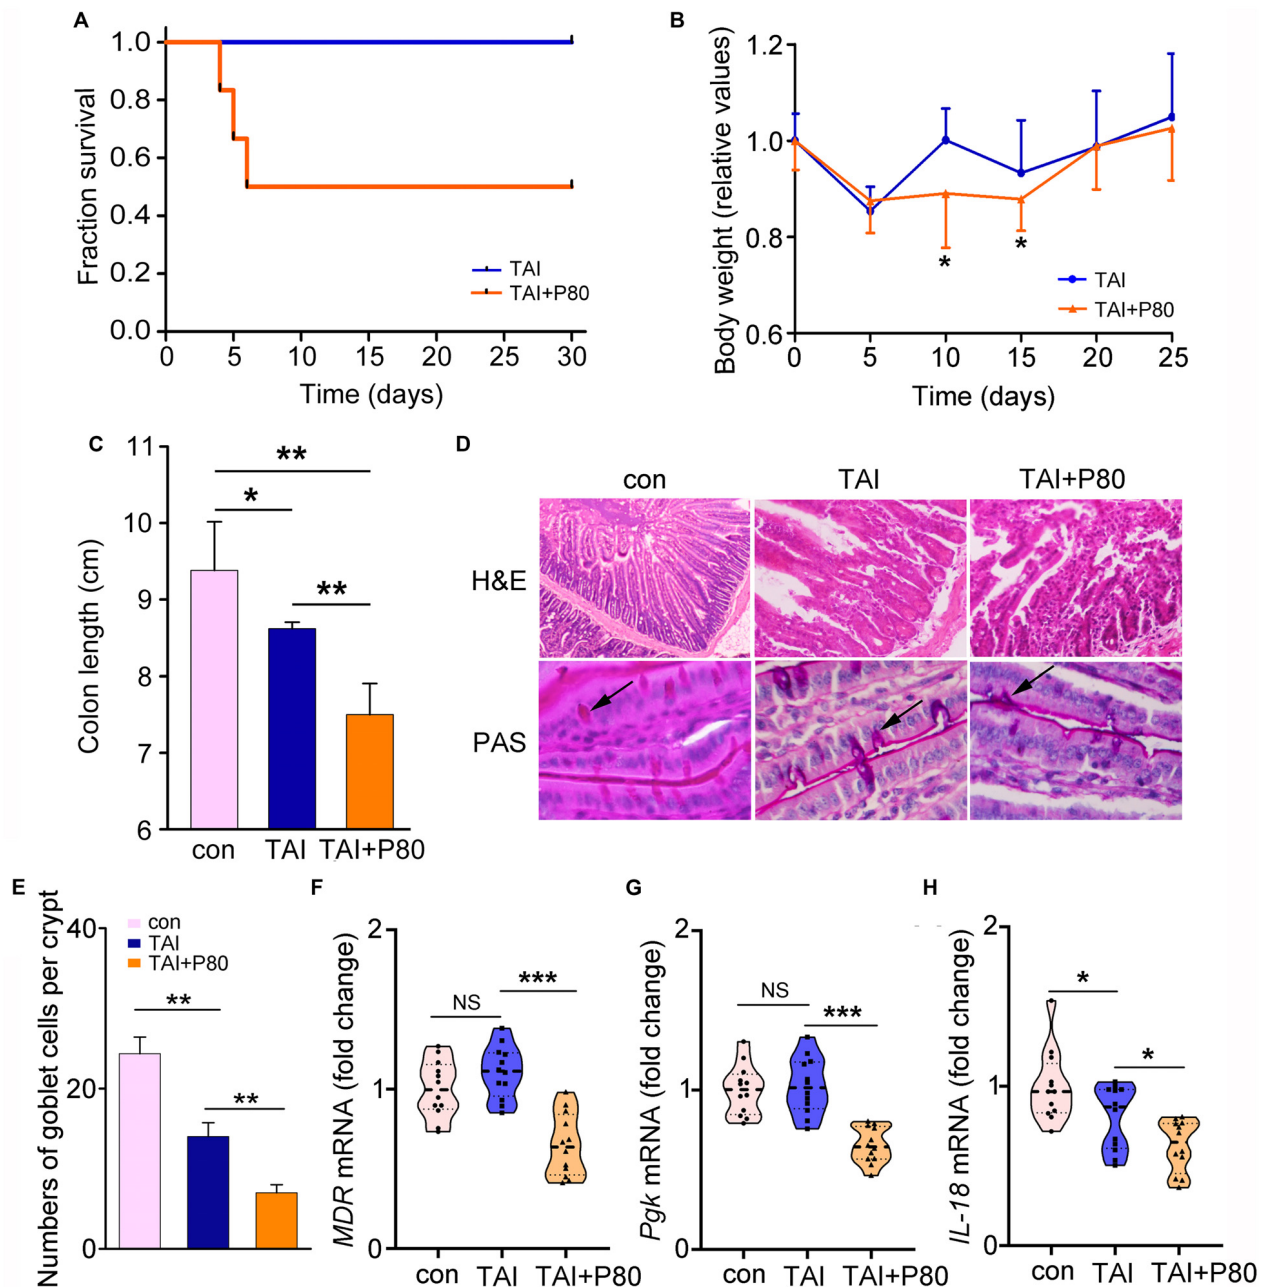 A
Fraction survival
1.0
0.8
0.6
0.4
0.2
0.0
0 5 10 15 20 25 30
Time (days)
TAI
TAI+P80
B
Body weight (relative values)
1.2
1.0
0.8
0.6
0 5 10 15 20 25
Time (days)
* *
TAI
TAI+P80
C
Colon length (cm)
11
10
9
8
7
6
**
*
**
con TAI TAI+P80
D
con TAI TAI+P80
H&E
PAS
E
Numbers of goblet cells per crypt
40
20
0
con
TAI
TAI+P80
**
**
F
MDR mRNA (fold change)
2
1
0
NS ***
con TAI TAI+P80
G
Pgk mRNA (fold change)
2
1
0
NS ***
con TAI TAI+P80
H
IL-18 mRNA (fold change)
2
1
0
* *
con TAI TAI+P80